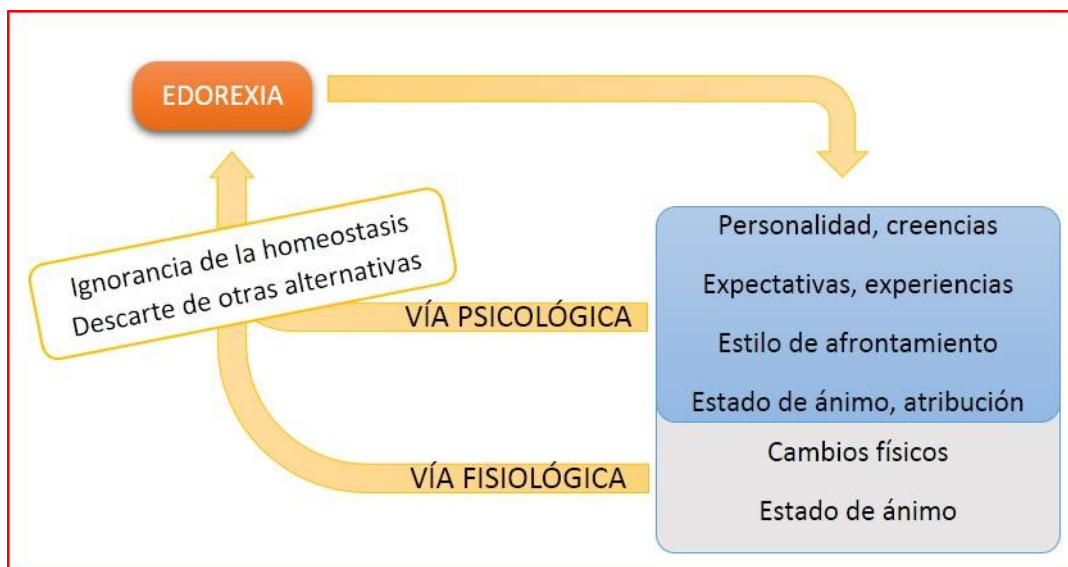 EDOREXIA
Ignorancia de la homeostasis
Descarte de otras alternativas
VÍA PSICOLÓGICA
VÍA FISIOLÓGICA
Personalidad, creencias
Expectativas, experiencias
Estilo de afrontamiento
Estado de ánimo, atribución
Cambios físicos
Estado de ánimo